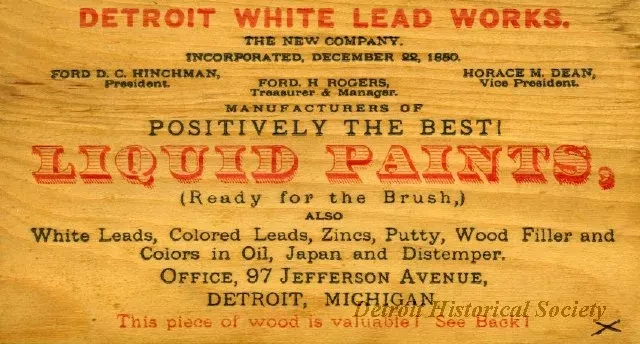 DETROIT WHITE LEAD WORKS.
THE NEW COMPANY.
INCORPORATED, DECEMBER 22, 1880.
FORD D. C. HINCHMAN, President.
FORD. H ROGERS, Treasurer & Manager.
HORACE M. DEAN, Vice President.
MANUFACTURERS OF
POSITIVELY THE BEST!
LIQUID PAINTS,
(Ready for the Brush,)
ALSO
White Leads, Colored Leads, Zincs, Putty, Wood Filler and
Colors in Oil, Japan and Distemper.
OFFICE, 97 JEFFERSON AVENUE,
DETROIT, MICHIGAN
Detroit Historical Society
This piece of wood is valuable! See Back!